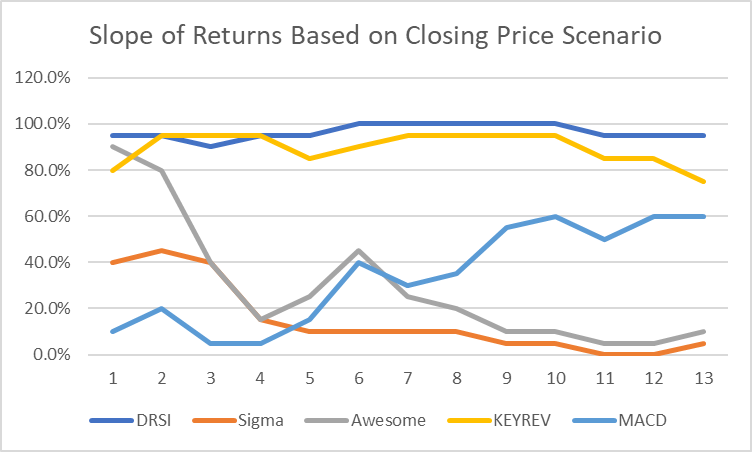 Slope of Returns Based on Closing Price Scenario
120.0%
100.0%
80.0%
60.0%
40.0%
20.0%
0.0%
1 2 3 4 5 6 7 8 9 10 11 12 13
DRSI Sigma Awesome KEYREV MACD